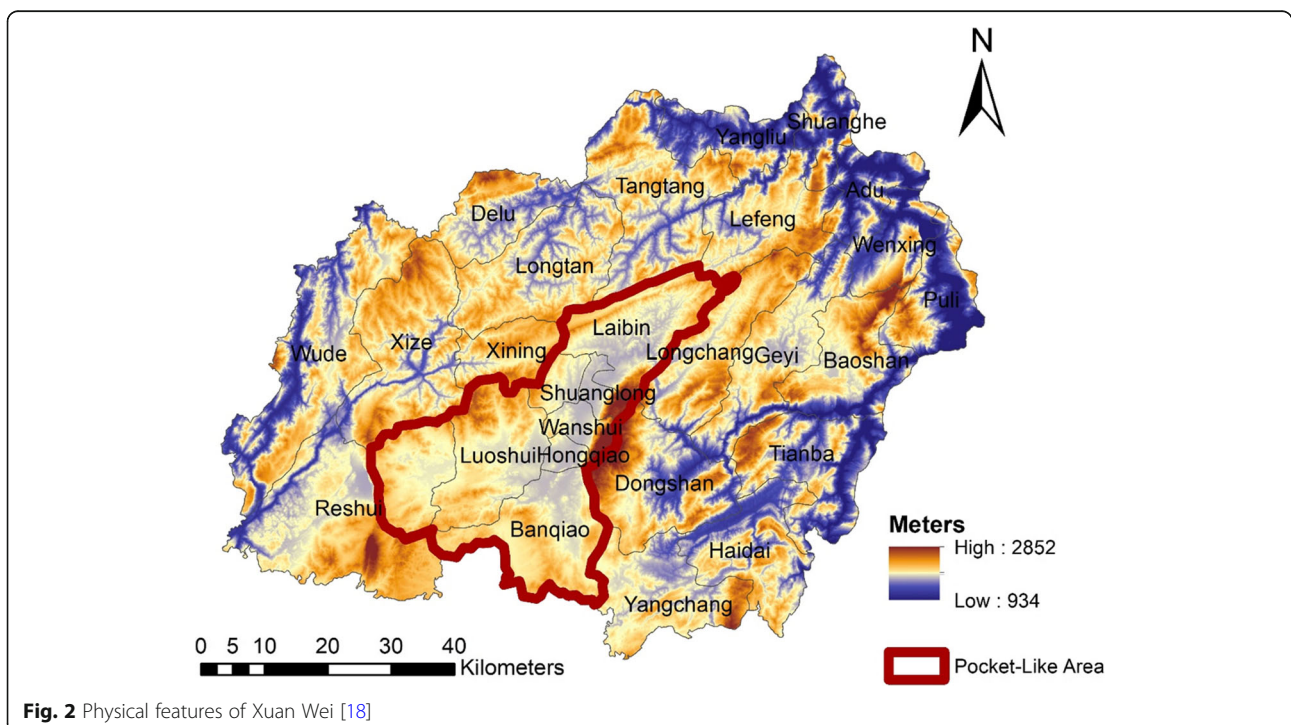 N
Shuanghe
Yangliu
Adu
Tangtang
Delu
Lefeng
Wenxing
Longtan
Puli
Laibin
Xize
Wude
Xining
Longchang
Geyi
Baoshan
Shuanglong
Wanshui
Luoshui
Hongqiao
Tianba
Dongshan
Reshui
Banqiao
Haidai
Yangchang
Meters
High : 2852
Low : 934
0 5 10 20 30 40
Kilometers
Pocket-Like Area
Fig. 2 Physical features of Xuan Wei [18]